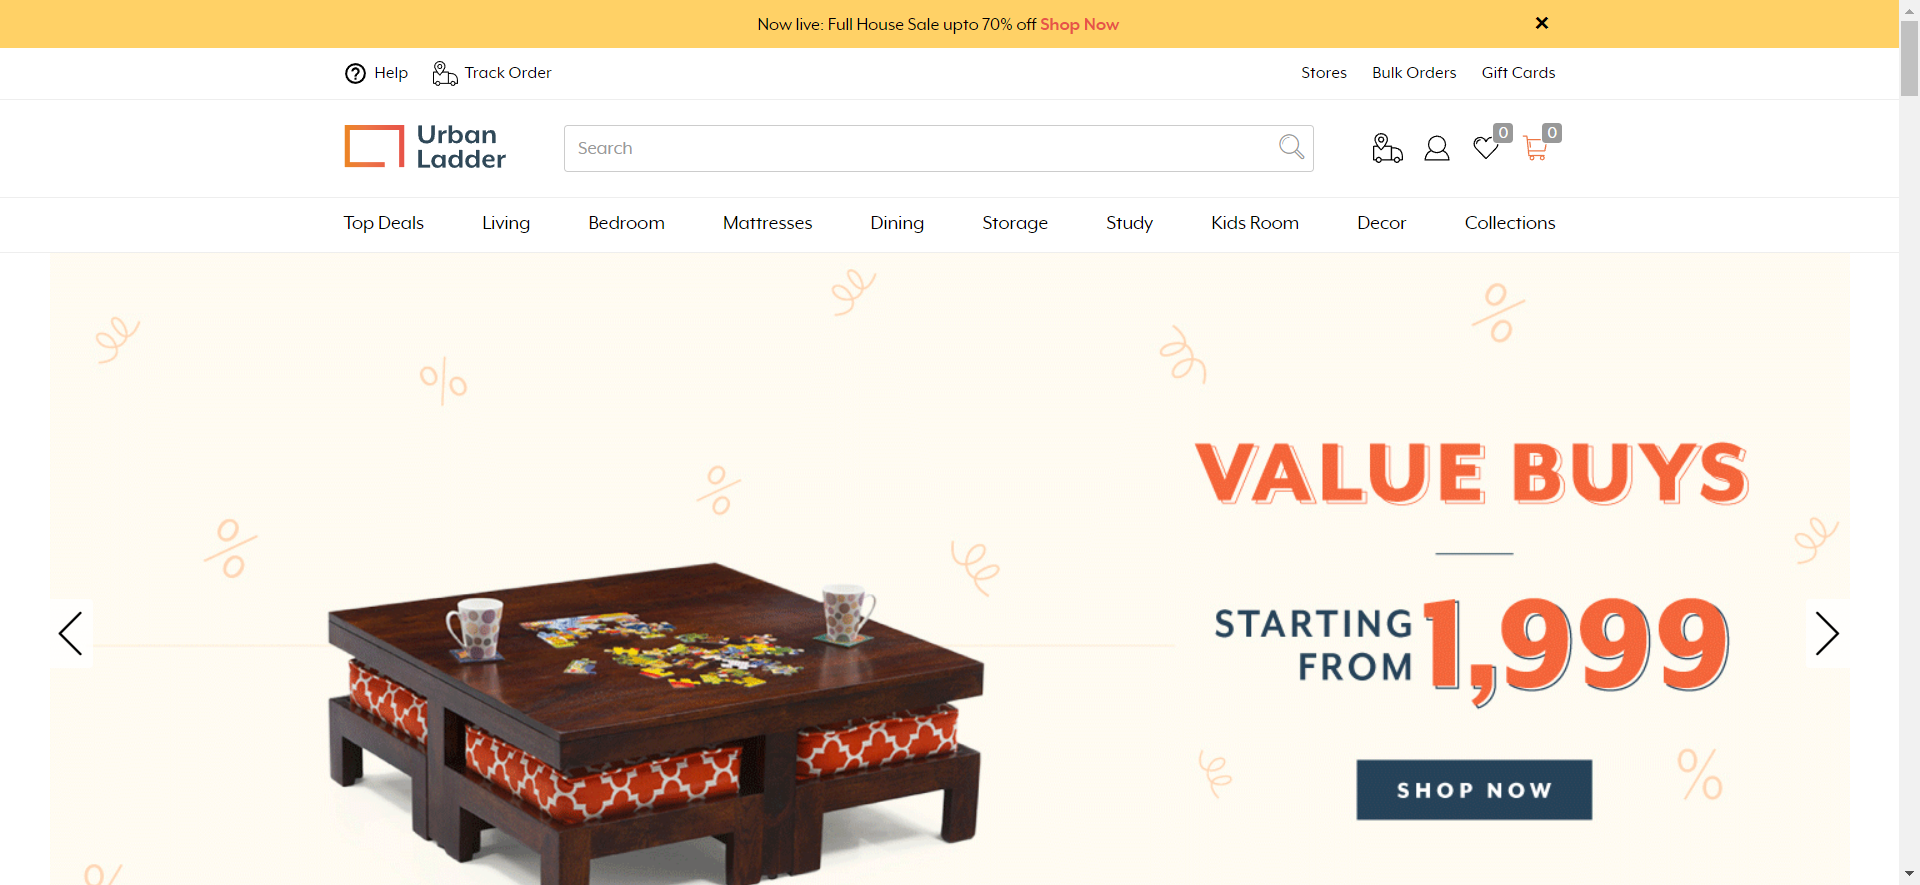 Now live: Full House Sale upto 70% off Shop Now
Help Track Order Stores Bulk Orders Gift Cards
Urban
Ladder
Search
0 0
Top Deals Living Bedroom Mattresses Dining Storage Study Kids Room Decor Collections
VALUE BUYS
STARTING
FROM
1,999
SHOP NOW